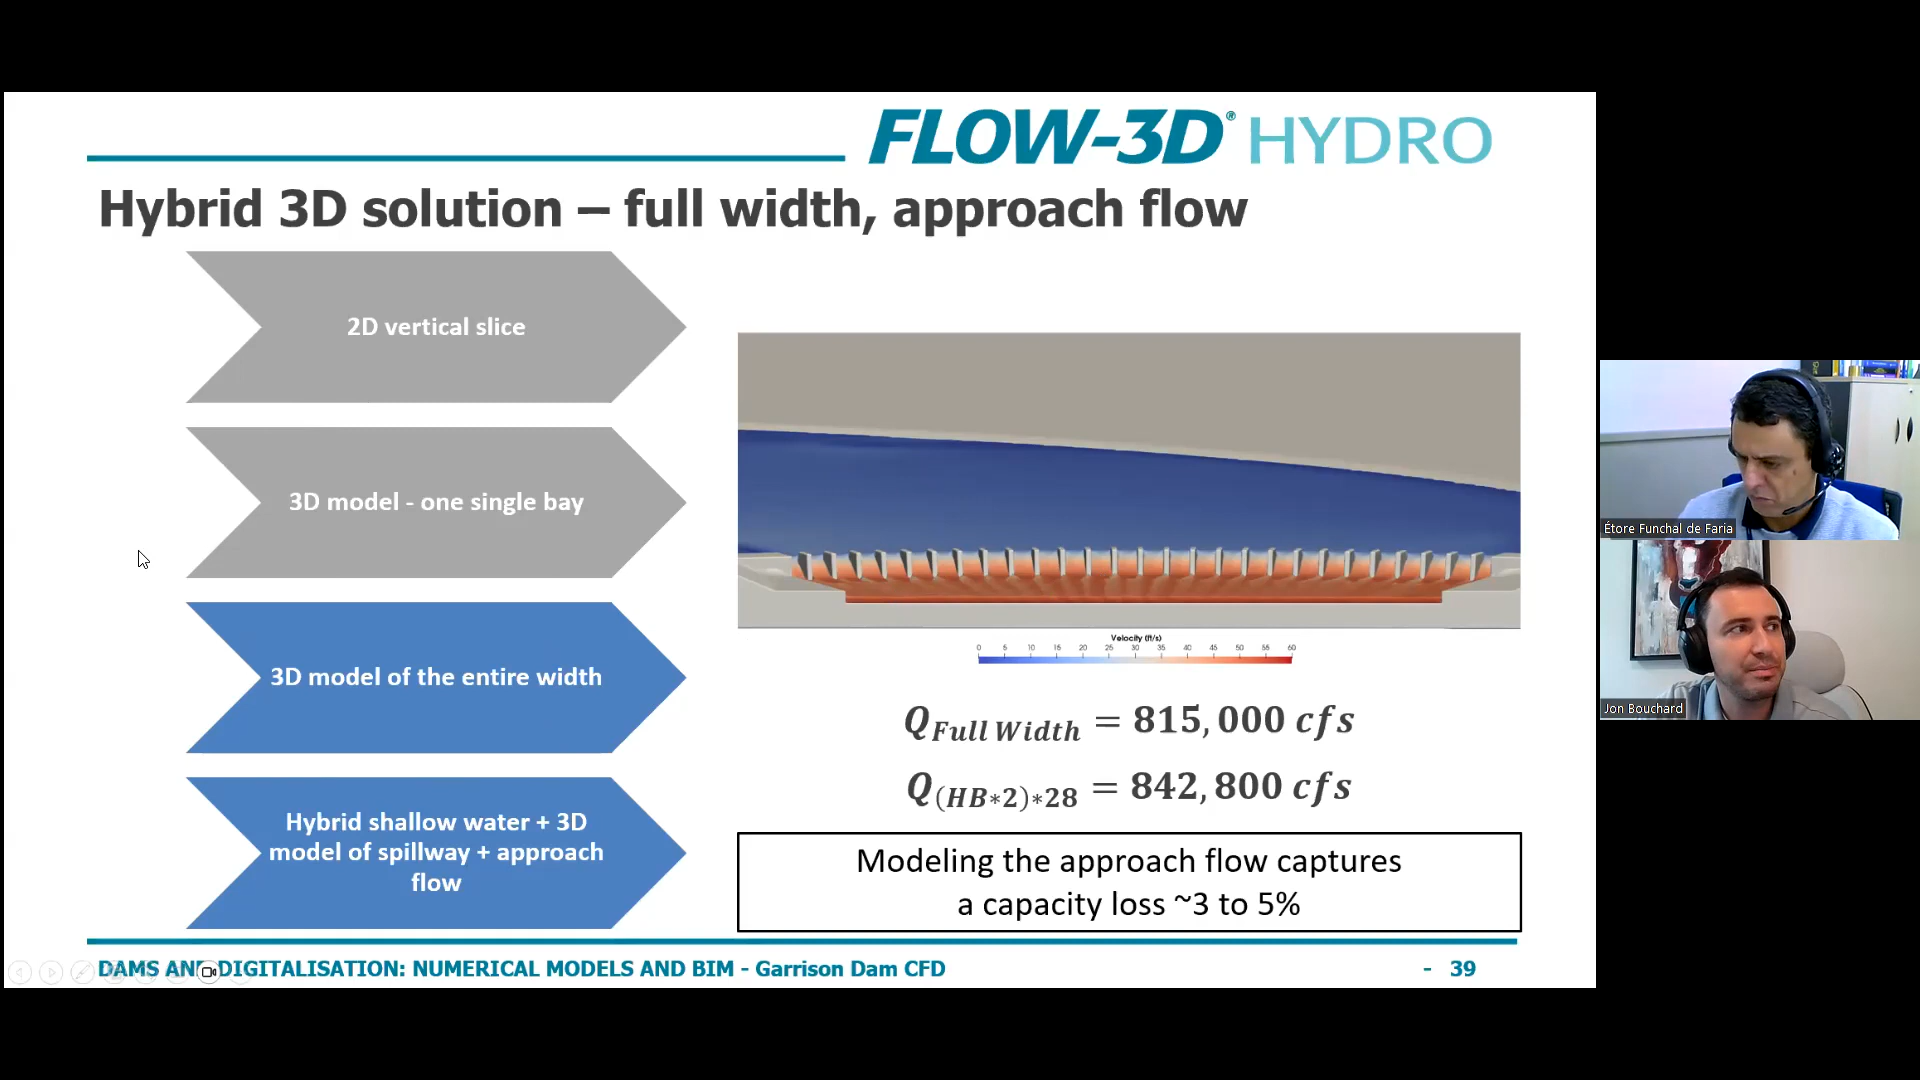 FLOW-3D® HYDRO
Hybrid 3D solution – full width, approach flow
2D vertical slice
3D model - one single bay
3D model of the entire width
Hybrid shallow water + 3D
model of spillway + approach
flow
Velocity (ft/s)
0 5 10 15 20 25 30 35 40 45 50 55 60
Q Full Width = 815,000 cfs
Q (HB*2)*28 = 842,800 cfs
Modeling the approach flow captures
a capacity loss ~3 to 5%
DAMS AND DIGITALISATION: NUMERICAL MODELS AND BIM - Garrison Dam CFD
- 39
Étore Funchal de Faria
Jon Bouchard